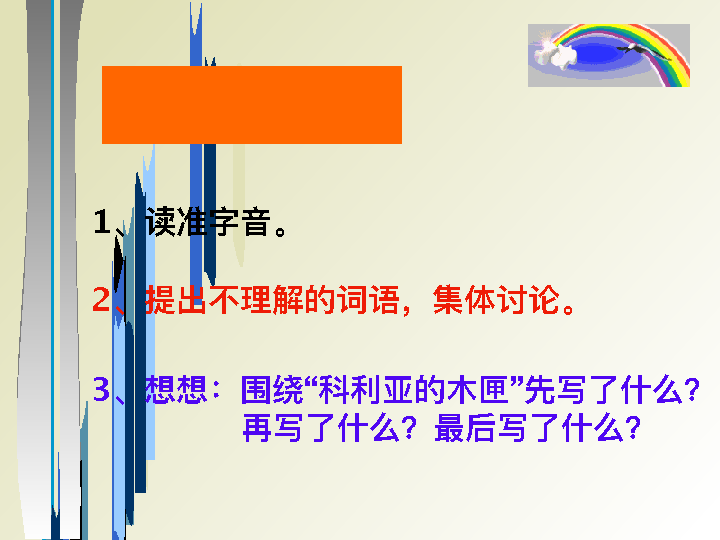 1、读准字音。
2、提出不理解的词语，集体讨论。
3、想想：围绕“科利亚的木匣”先写了什么？
再写了什么？最后写了什么？